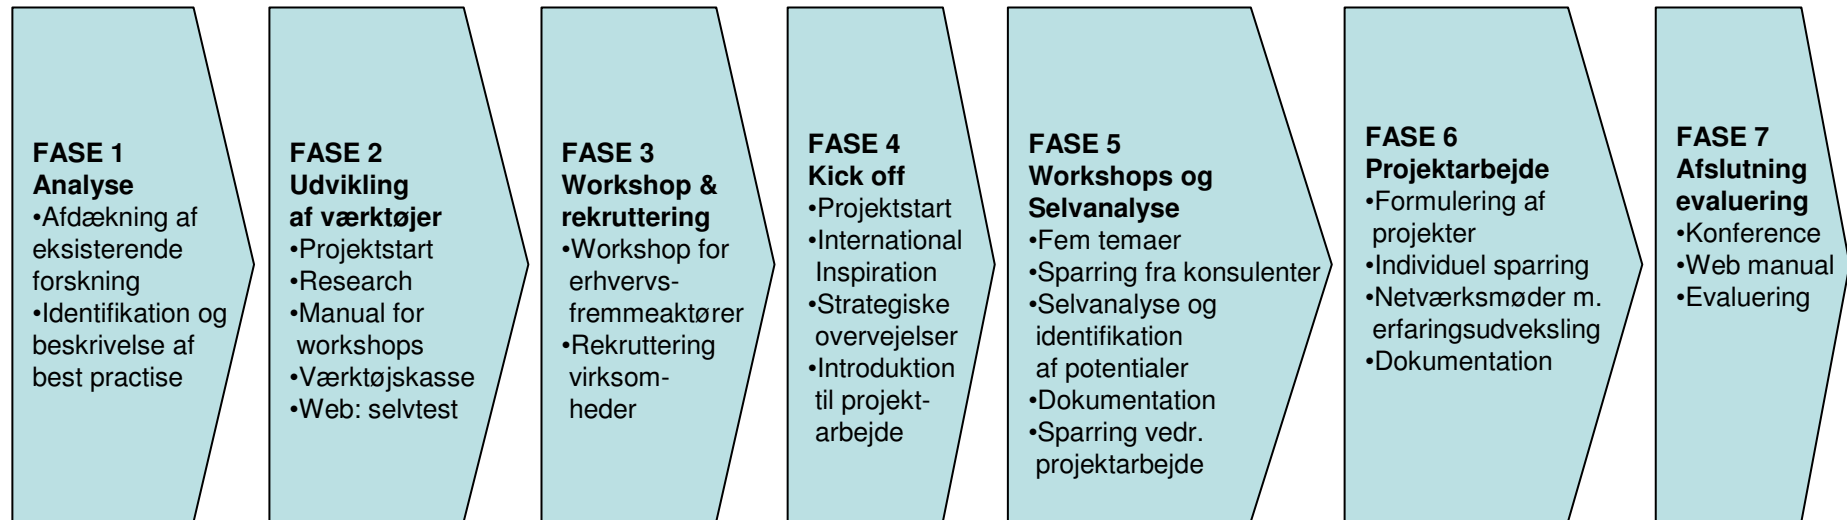 FASE 1
Analyse
•Afdækning af
eksisterende
forskning
•Identifikation og
beskrivelse af
best practise
FASE 2
Udvikling
af værktøjer
•Projektstart
•Research
•Manual for
workshops
•Værktøjskasse
•Web: selvtest
FASE 3
Workshop &
rekruttering
•Workshop for
erhvervs-
fremmeaktører
•Rekruttering
virksom-
heder
FASE 4
Kick off
•Projektstart
•International
Inspiration
•Strategiske
overvejelser
•Introduktion
til projekt-
arbejde
FASE 5
Workshops og
Selvanalyse
•Fem temaer
•Sparring fra konsulenter
•Selvanalyse og
identifikation
af potentialer
•Dokumentation
•Sparring vedr.
projektarbejde
FASE 6
Projektarbejde
•Formulering af
projekter
•Individuel sparring
•Netværksmøder m.
erfaringsudveksling
•Dokumentation
FASE 7
Afslutning
evaluering
•Konference
•Web manual
•Evaluering